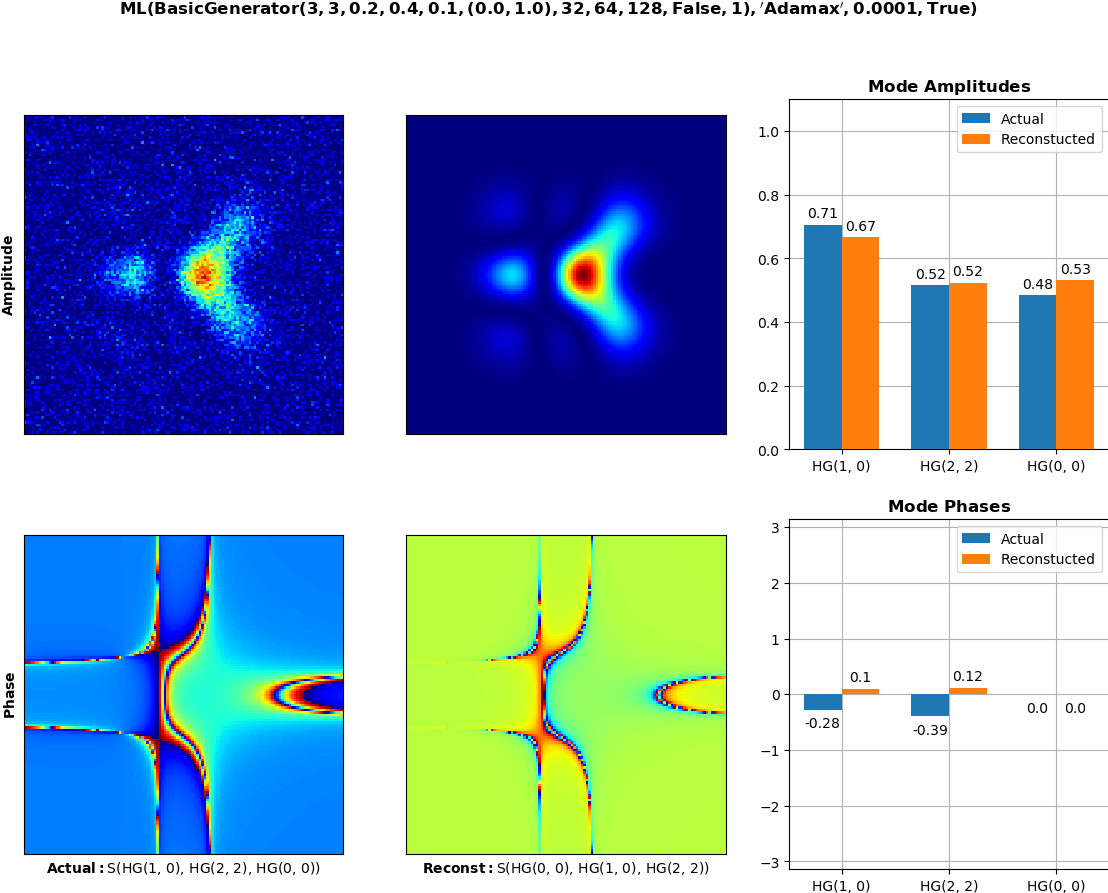 ML(BasicGenerator(3, 3, 0.2, 0.4, 0.1, (0.0, 1.0), 32, 64, 128, False, 1), 'Adamax', 0.0001, True)
Amplitude
Mode Amplitudes
Actual
Reconstucted
1.0
0.8
0.6
0.4
0.2
0.0
0.71
0.67
0.52
0.52
0.48
0.53
HG(1, 0)
HG(2, 2)
HG(0, 0)
Phase
Actual: S(HG(1, 0), HG(2, 2), HG(0, 0))
Reconst: S(HG(0, 0), HG(1, 0), HG(2, 2))
Mode Phases
Actual
Reconstucted
3
2
1
0
−1
−2
−3
-0.28
0.1
-0.39
0.12
0.0
0.0
HG(1, 0)
HG(2, 2)
HG(0, 0)